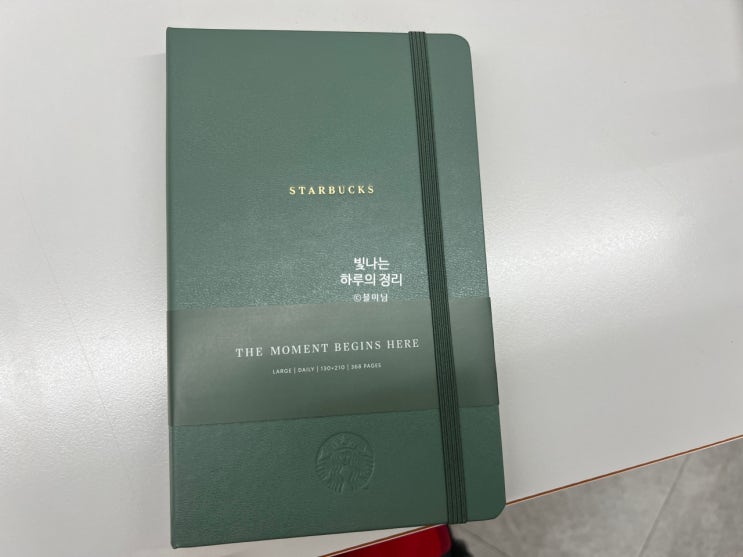 STARBUCKS
빛나는
하루의 정리
©블미남
THE MOMENT BEGINS HERE
LARGE | DAILY | 130×210 | 368 PAGES